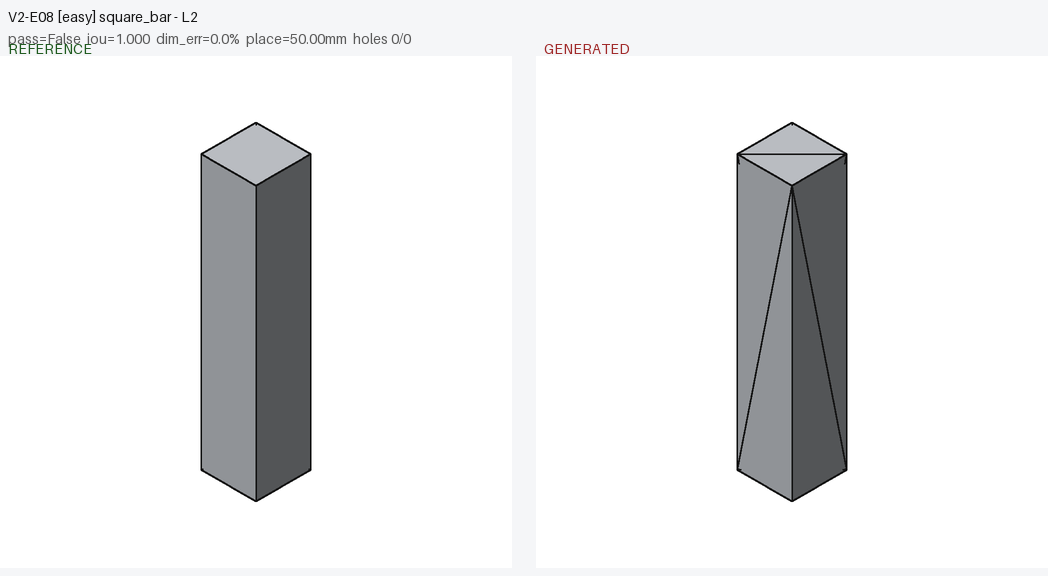 V2-E08 [easy] square_bar - L2
pass=False iou=1.000 dim_err=0.0% place=50.00mm holes 0/0
REFERENCE
GENERATED